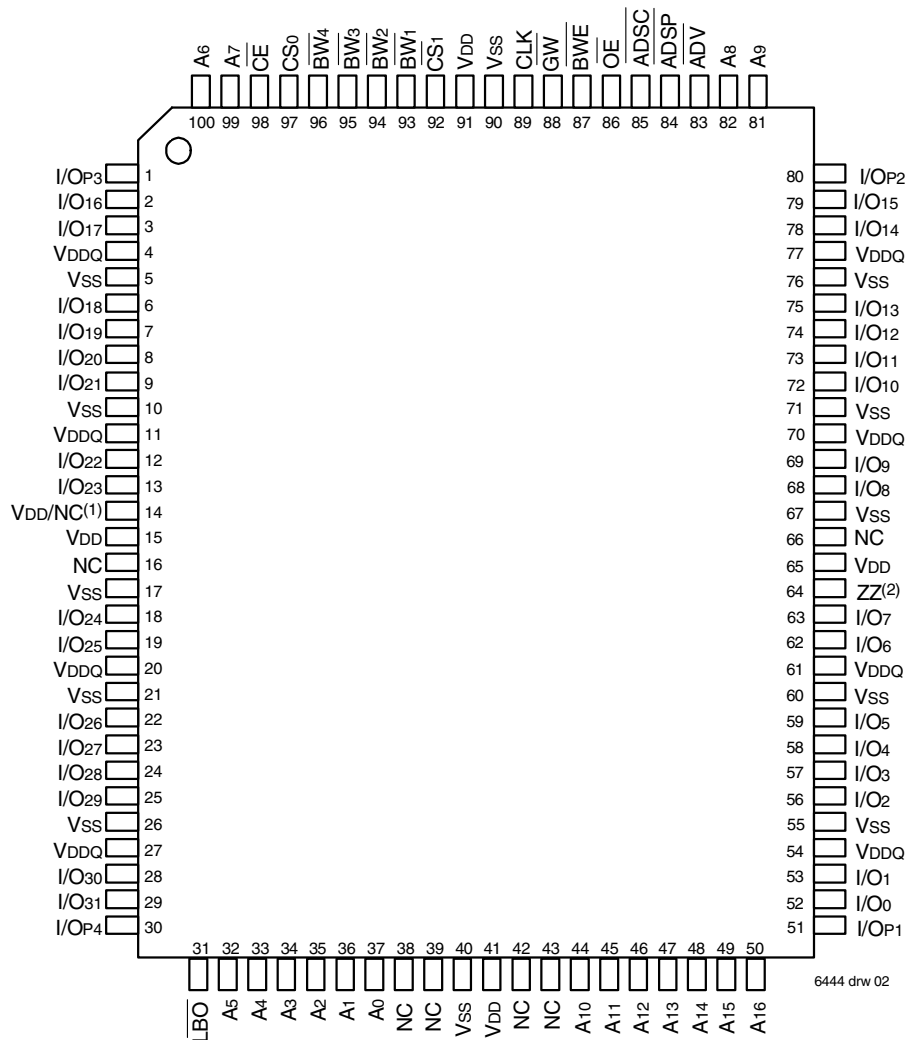 A6 A7 CE CS0 BW4 BW3 BW2 BW1 CS1 VDD VSS CLK GW BWE OE ADSC ADSP ADV A8 A9
100 99 98 97 96 95 94 93 92 91 90 89 88 87 86 85 84 83 82 81
I/OP3 1 80 I/OP2
I/O16 2 79 I/O15
I/O17 3 78 I/O14
VDDQ 4 77 VDDQ
VSS 5 76 VSS
I/O18 6 75 I/O13
I/O19 7 74 I/O12
I/O20 8 73 I/O11
I/O21 9 72 I/O10
VSS 10 71 VSS
VDDQ 11 70 VDDQ
I/O22 12 69 I/O9
I/O23 13 68 I/O8
VDD/NC(1) 14 67 VSS
VDD 15 66 NC
NC 16 65 VDD
VSS 17 64 ZZ(2)
I/O24 18 63 I/O7
I/O25 19 62 I/O6
VDDQ 20 61 VDDQ
VSS 21 60 VSS
I/O26 22 59 I/O5
I/O27 23 58 I/O4
I/O28 24 57 I/O3
I/O29 25 56 I/O2
VSS 26 55 VSS
VDDQ 27 54 VDDQ
I/O30 28 53 I/O1
I/O31 29 52 I/O0
I/OP4 30 51 I/OP1
31 32 33 34 35 36 37 38 39 40 41 42 43 44 45 46 47 48 49 50
LBO A5 A4 A3 A2 A1 A0 NC NC VSS VDD NC NC A10 A11 A12 A13 A14 A15 A16
6444 drw 02